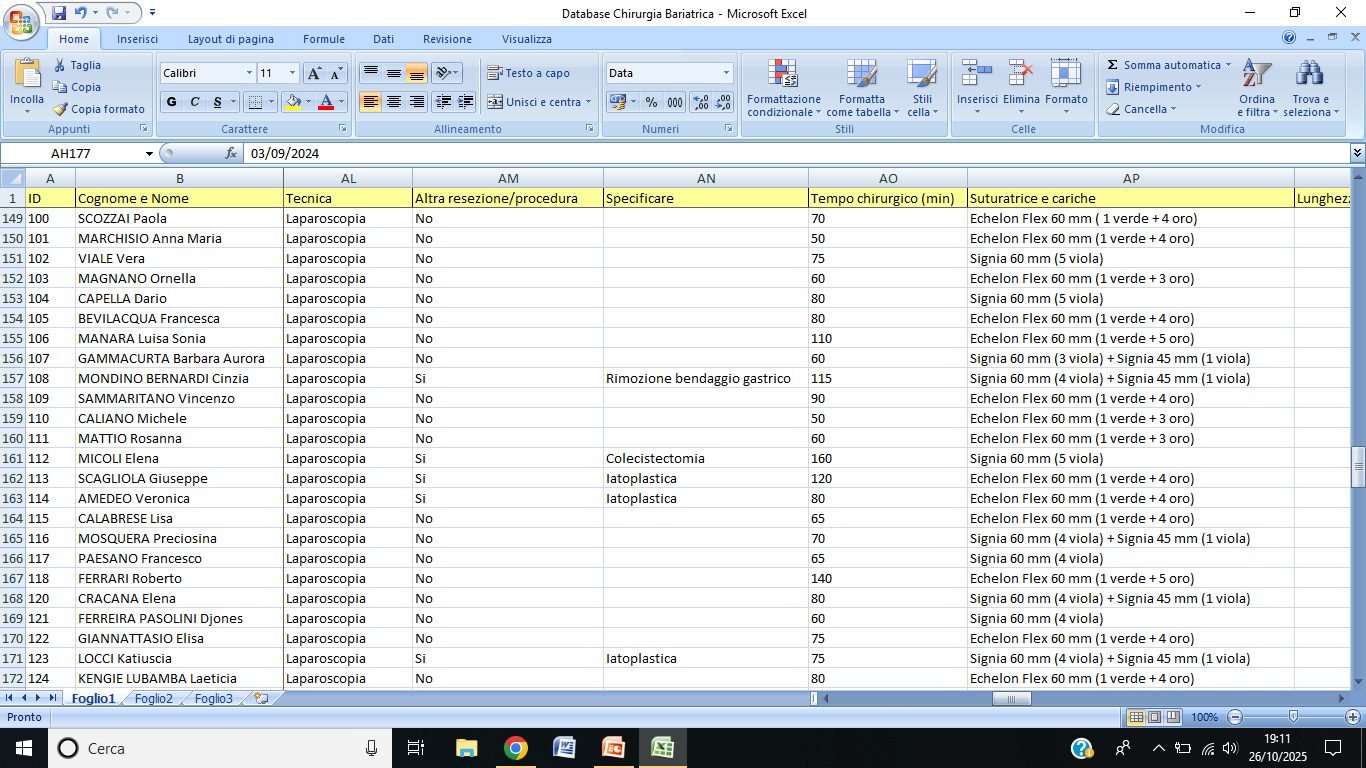 Database Chirurgia Bariatrica - Microsoft Excel
Home Inserisci Layout di pagina Formule Dati Revisione Visualizza
Incolla Taglia Copia Copia formato Appunti
Calibri 11 G C S A A A Carattere
Testo a capo Unisci e centra Allineamento
Data % 000 Numeri
Formattazione condizionale Formatta come tabella Stili cella Stili
Inserisci Elimina Formato Celle
Σ Somma automatica Riempimento Cancella Ordina e filtra Trova e seleziona Modifica
AH177 fx 03/09/2024
A B AL AM AN AO AP
1 ID Cognome e Nome Tecnica Altra resezione/procedura Specificare Tempo chirurgico (min) Suturatrice e cariche Lunghezz
149 100 SCOZZAI Paola Laparoscopia No 70 Echelon Flex 60 mm ( 1 verde + 4 oro)
150 101 MARCHISIO Anna Maria Laparoscopia No 50 Echelon Flex 60 mm (1 verde + 4 oro)
151 102 VIALE Vera Laparoscopia No 75 Signia 60 mm (5 viola)
152 103 MAGNANO Ornella Laparoscopia No 60 Echelon Flex 60 mm (1 verde + 3 oro)
153 104 CAPELLA Dario Laparoscopia No 80 Signia 60 mm (5 viola)
154 105 BEVILACQUA Francesca Laparoscopia No 80 Echelon Flex 60 mm (1 verde + 4 oro)
155 106 MANARA Luisa Sonia Laparoscopia No 110 Echelon Flex 60 mm (1 verde + 5 oro)
156 107 GAMMACURTA Barbara Aurora Laparoscopia No 60 Signia 60 mm (3 viola) + Signia 45 mm (1 viola)
157 108 MONDINO BERNARDI Cinzia Laparoscopia Si Rimozione bendaggio gastrico 115 Signia 60 mm (4 viola) + Signia 45 mm (1 viola)
158 109 SAMMARITANO Vincenzo Laparoscopia No 90 Echelon Flex 60 mm (1 verde + 4 oro)
159 110 CALIANO Michele Laparoscopia No 50 Echelon Flex 60 mm (1 verde + 3 oro)
160 111 MATTIO Rosanna Laparoscopia No 60 Echelon Flex 60 mm (1 verde + 3 oro)
161 112 MICOLI Elena Laparoscopia Si Colecistectomia 160 Signia 60 mm (5 viola)
162 113 SCAGLIOLA Giuseppe Laparoscopia Si Iatoplastica 120 Echelon Flex 60 mm (1 verde + 4 oro)
163 114 AMEDEO Veronica Laparoscopia Si Iatoplastica 80 Echelon Flex 60 mm (1 verde + 4 oro)
164 115 CALABRESE Lisa Laparoscopia No 65 Echelon Flex 60 mm (1 verde + 4 oro)
165 116 MOSQUERA Preciosina Laparoscopia No 70 Signia 60 mm (4 viola) + Signia 45 mm (1 viola)
166 117 PAESANO Francesco Laparoscopia No 65 Signia 60 mm (4 viola)
167 118 FERRARI Roberto Laparoscopia No 140 Echelon Flex 60 mm (1 verde + 5 oro)
168 120 CRACANA Elena Laparoscopia No 80 Signia 60 mm (4 viola) + Signia 45 mm (1 viola)
169 121 FERREIRA PASOLINI Djones Laparoscopia No 60 Signia 60 mm (4 viola)
170 122 GIANNATTASIO Elisa Laparoscopia No 75 Echelon Flex 60 mm (1 verde + 4 oro)
171 123 LOCCI Katiuscia Laparoscopia Si Iatoplastica 75 Signia 60 mm (4 viola) + Signia 45 mm (1 viola)
172 124 KENGIE LUBAMBA Laeticia Laparoscopia No 80 Echelon Flex 60 mm (1 verde + 4 oro)
Foglio1 Foglio2 Foglio3
Pronto 100%
Cerca 19:11
26/10/2025